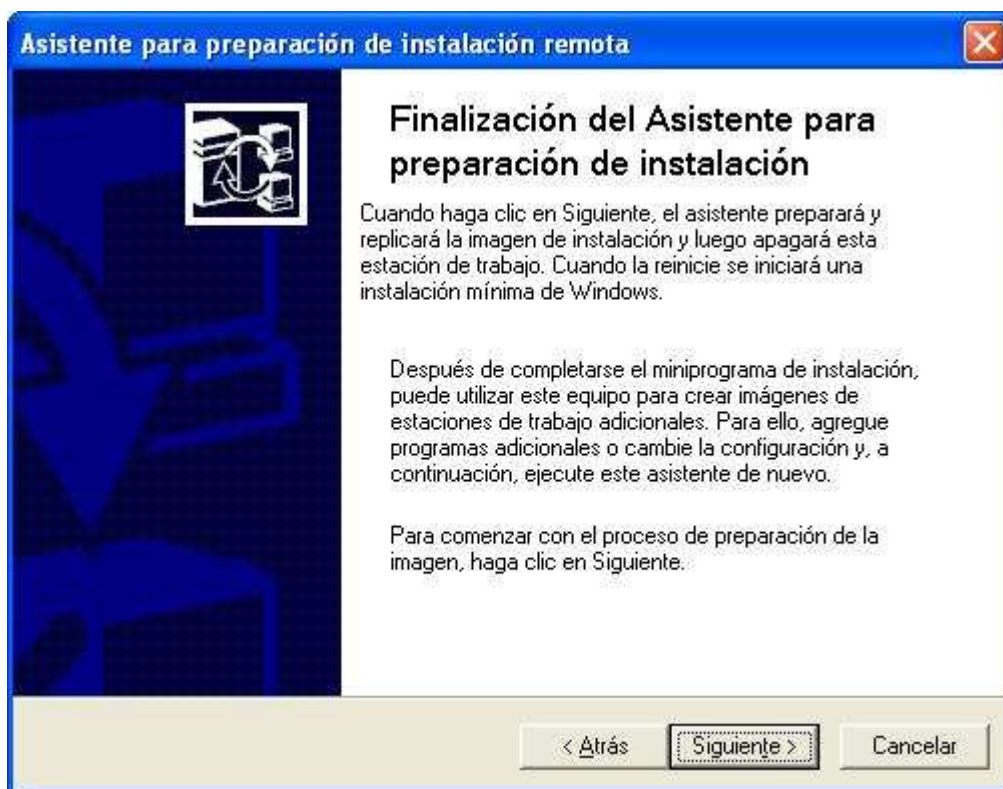 Asistente para preparación de instalación remota
Finalización del Asistente para
preparación de instalación
Cuando haga clic en Siguiente, el asistente preparará y
replicará la imagen de instalación y luego apagará esta
estación de trabajo. Cuando la reinicie se iniciará una
instalación mínima de Windows.
Después de completarse el miniprograma de instalación,
puede utilizar este equipo para crear imágenes de
estaciones de trabajo adicionales. Para ello, agregue
programas adicionales o cambie la configuración y, a
continuación, ejecute este asistente de nuevo.
Para comenzar con el proceso de preparación de la
imagen, haga clic en Siguiente.
< Atrás
Siguiente >
Cancelar